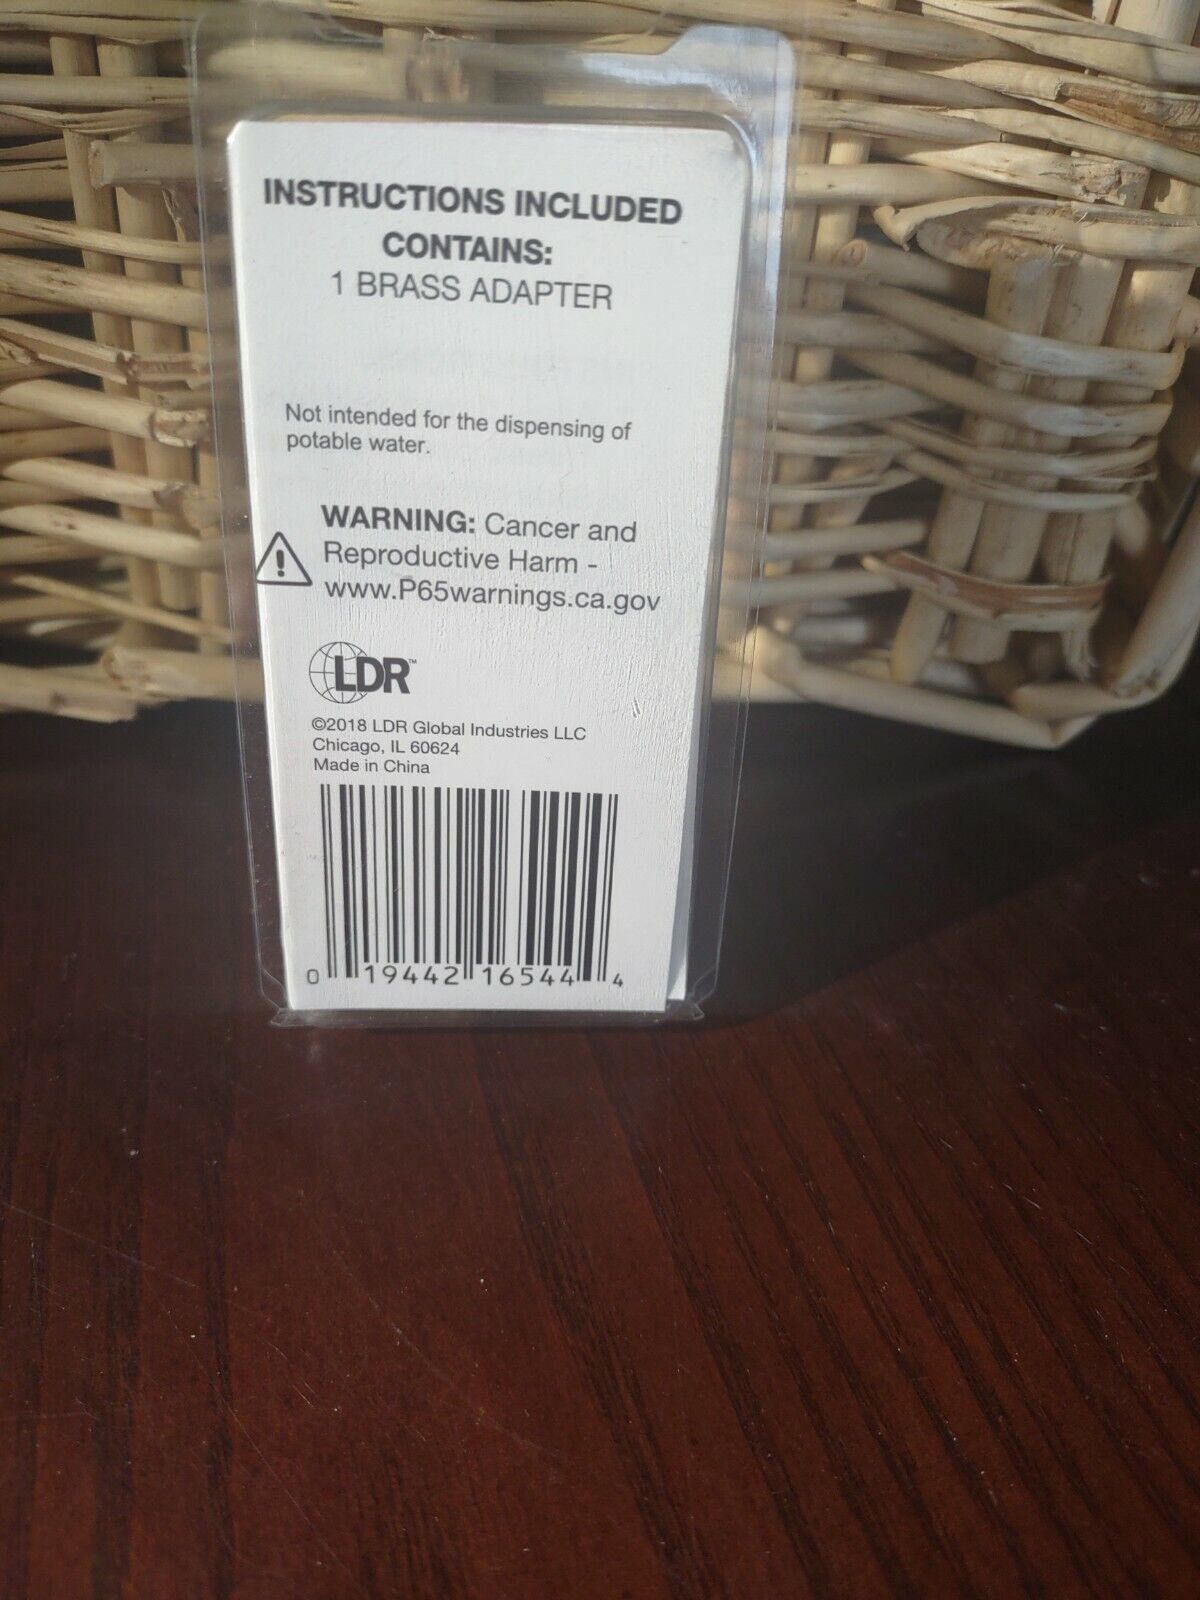 INSTRUCTIONS INCLUDED
CONTAINS:
1 BRASS ADAPTER
Not intended for the dispensing of
potable water.
WARNING: Cancer and
Reproductive Harm -
www.P65warnings.ca.gov
LDR™
©2018 LDR Global Industries LLC
Chicago, IL 60624
Made in China
0 19442 16544 4